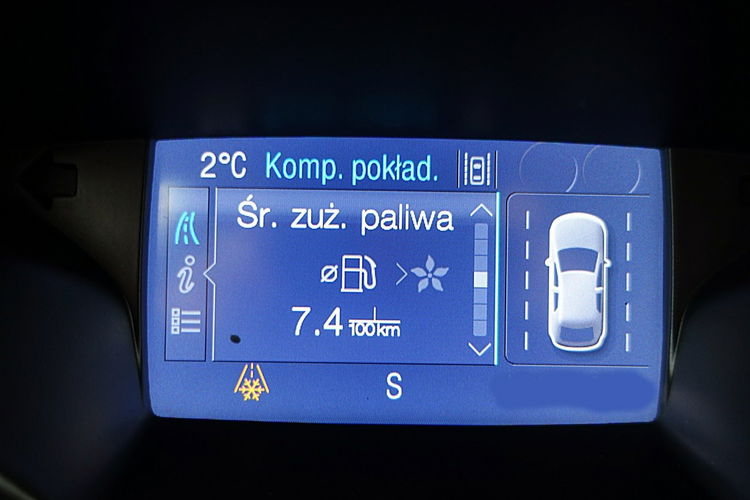 2°C Komp. pokład.
Śr. zuż. paliwa
7.4 l/100km
S